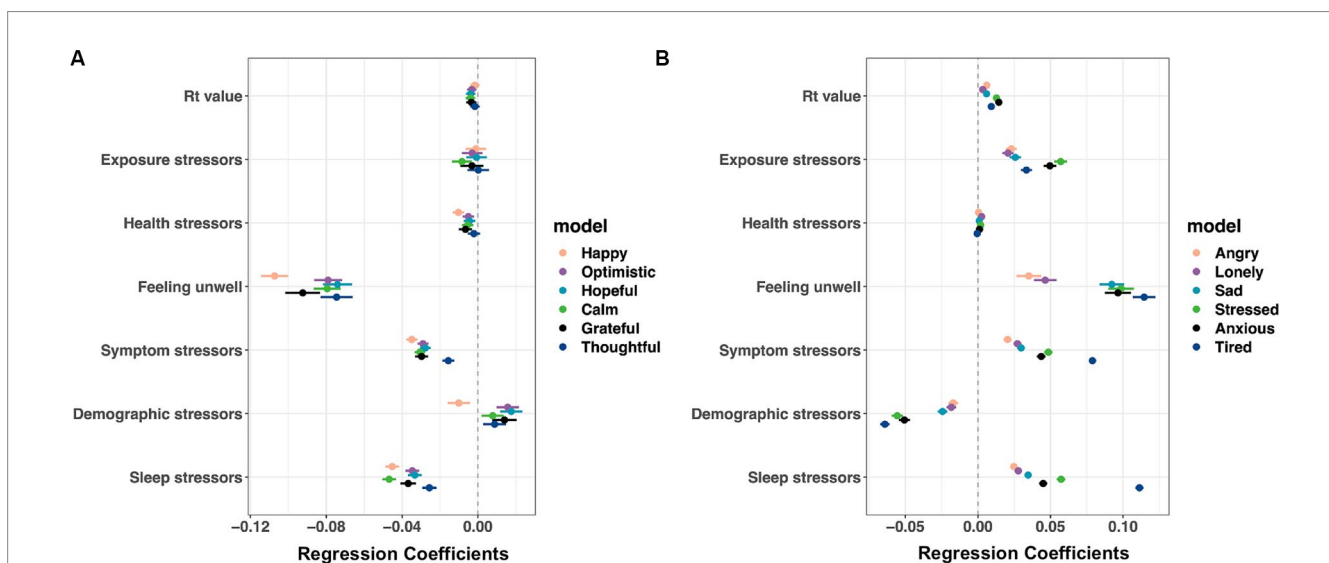 A
Rt value
Exposure stressors
Health stressors
Feeling unwell
Symptom stressors
Demographic stressors
Sleep stressors
−0.12 −0.08 −0.04 0.00
Regression Coefficients
model
Happy
Optimistic
Hopeful
Calm
Grateful
Thoughtful
B
Rt value
Exposure stressors
Health stressors
Feeling unwell
Symptom stressors
Demographic stressors
Sleep stressors
−0.05 0.00 0.05 0.10
Regression Coefficients
model
Angry
Lonely
Sad
Stressed
Anxious
Tired